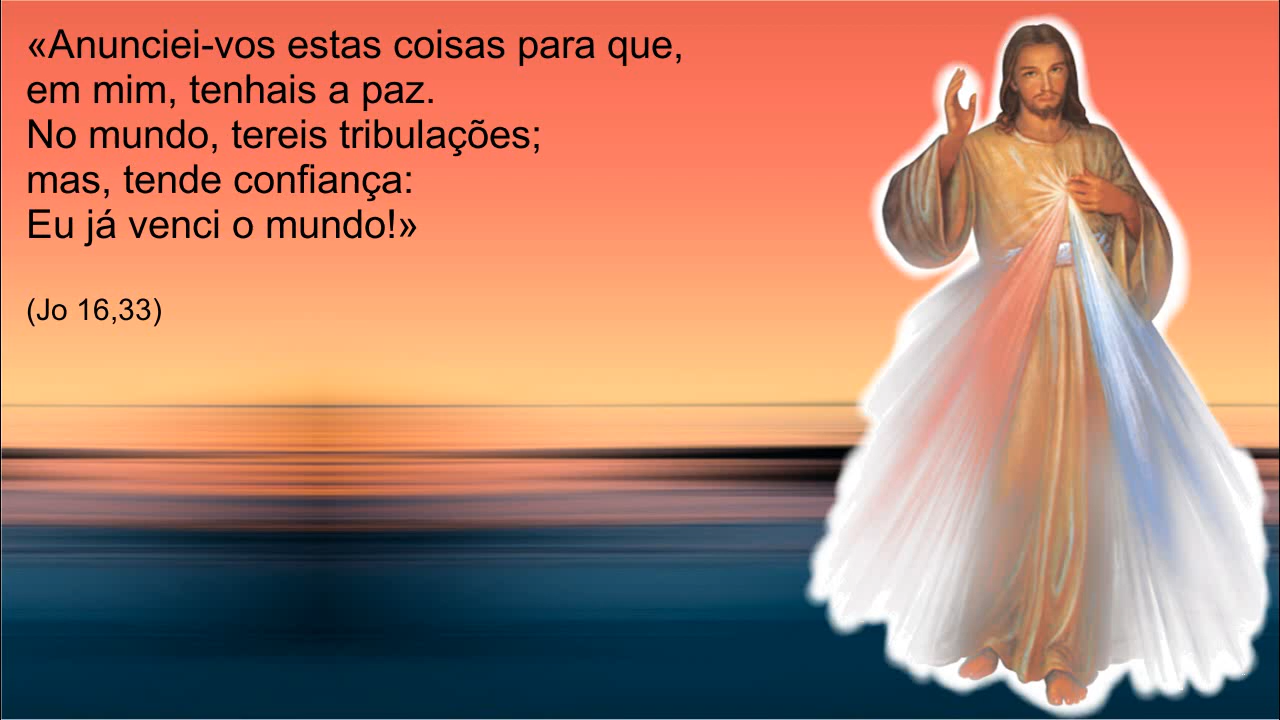 «Anunciei-vos estas coisas para que,
em mim, tenhais a paz.
No mundo, tereis tribulações;
mas, tende confiança:
Eu já venci o mundo!»
(Jo 16,33)